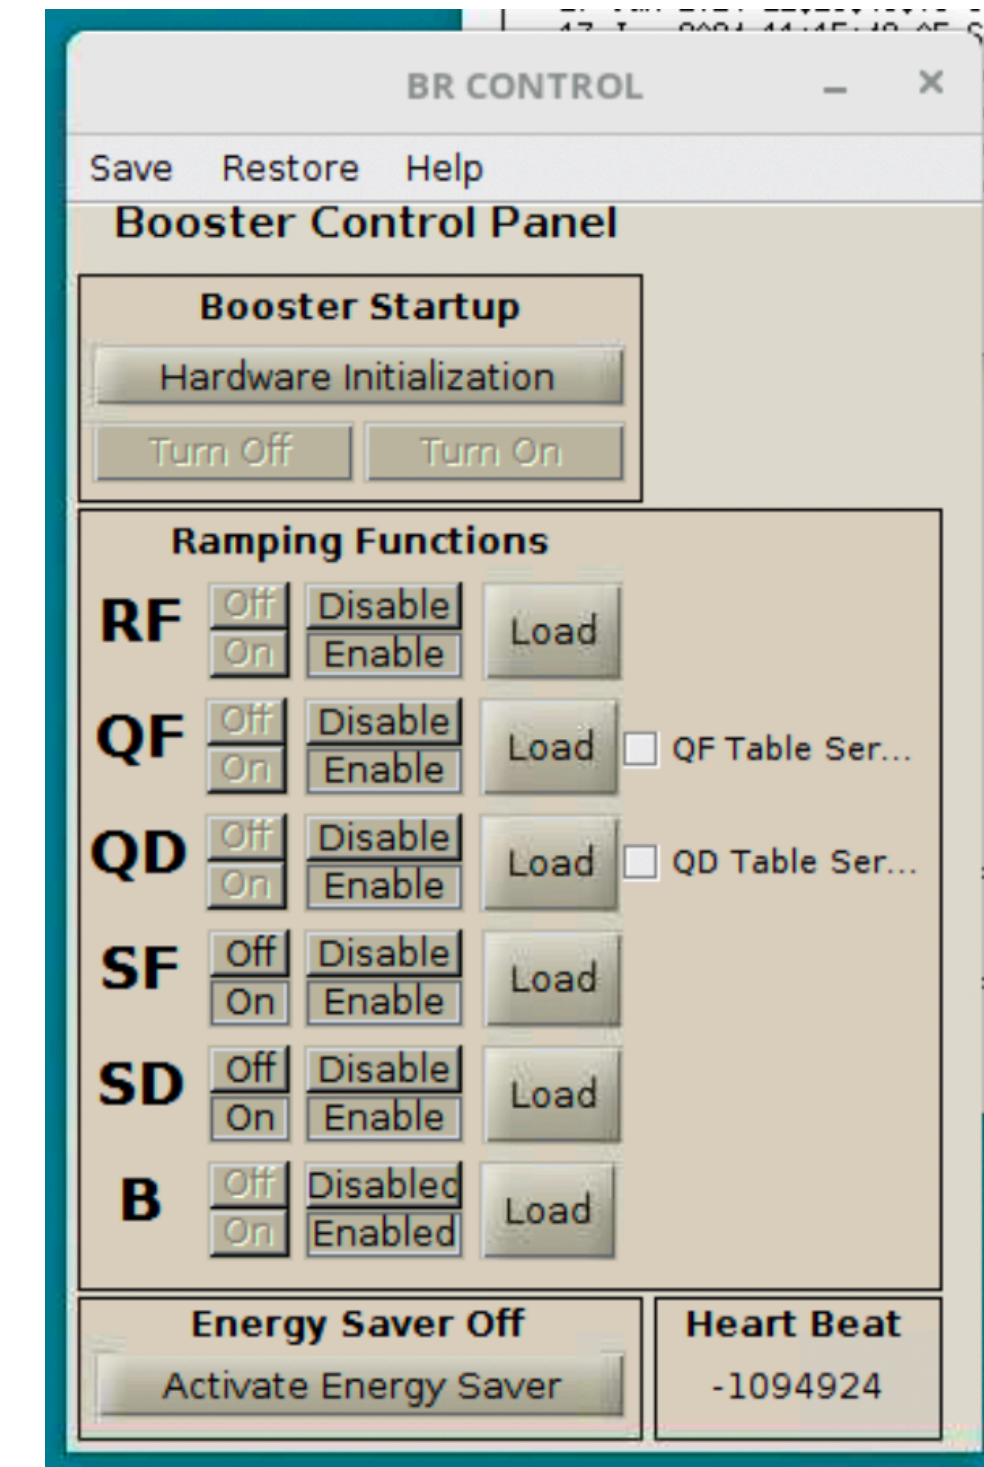 BR CONTROL
Save Restore Help
Booster Control Panel
Booster Startup
Hardware Initialization
Turn Off Turn On
Ramping Functions
RF Off Disable Load
On Enable
QF Off Disable Load QF Table Ser...
On Enable
QD Off Disable Load QD Table Ser...
On Enable
SF Off Disable Load
On Enable
SD Off Disable Load
On Enable
B Off Disabled Load
On Enabled
Energy Saver Off Heart Beat
Activate Energy Saver -1094924